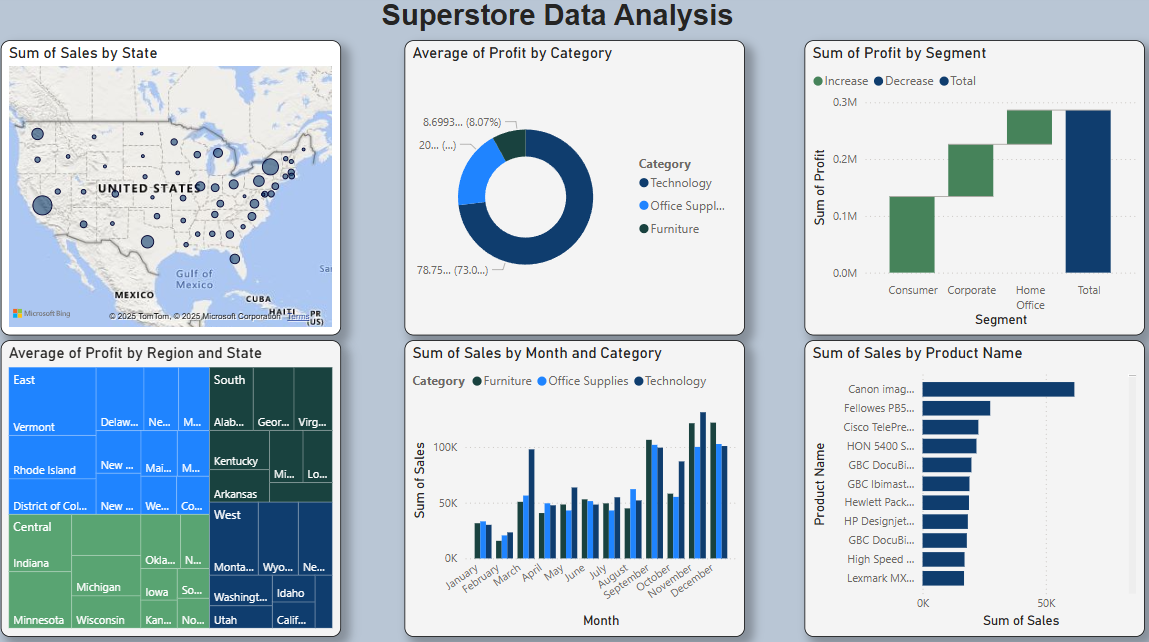 Superstore Data Analysis
Sum of Sales by State
UNITED STATES
Gulf of
Mexico
MEXICO
CUBA
HAITI
PR
(US)
Sar
Microsoft Bing
© 2025 TomTom, © 2025 Microsoft Corporation Terms
Average of Profit by Category
8.6993... (8.07%)
20... (...)
78.75... (73.0...)
Category
Technology
Office Suppl...
Furniture
Sum of Profit by Segment
Increase Decrease Total
Sum of Profit
0.3M
0.2M
0.1M
0.0M
Consumer Corporate Home Office Total
Segment
Average of Profit by Region and State
East
Vermont
Delaw...
Ne...
M...
Rhode Island
New ...
Mai...
M...
District of Col...
New ...
We...
Co...
South
Alab...
Geor...
Virg...
Kentucky
Mi...
Lo...
Arkansas
Central
Indiana
Michigan
Okla...
N...
Iowa
So...
Minnesota
Wisconsin
Kan...
No...
West
Monta...
Wyo...
Ne...
Washingt...
Idaho
Utah
Calif...
Sum of Sales by Month and Category
Category Furniture Office Supplies Technology
Sum of Sales
100K
50K
0K
January February March April May June July August September October November December
Month
Sum of Sales by Product Name
Product Name
Canon imag...
Fellowes PB5...
Cisco TelePre...
HON 5400 S...
GBC DocuBi...
GBC Ibimast...
Hewlett Pack...
HP Designjet...
GBC DocuBi...
High Speed ...
Lexmark MX...
0K 50K
Sum of Sales